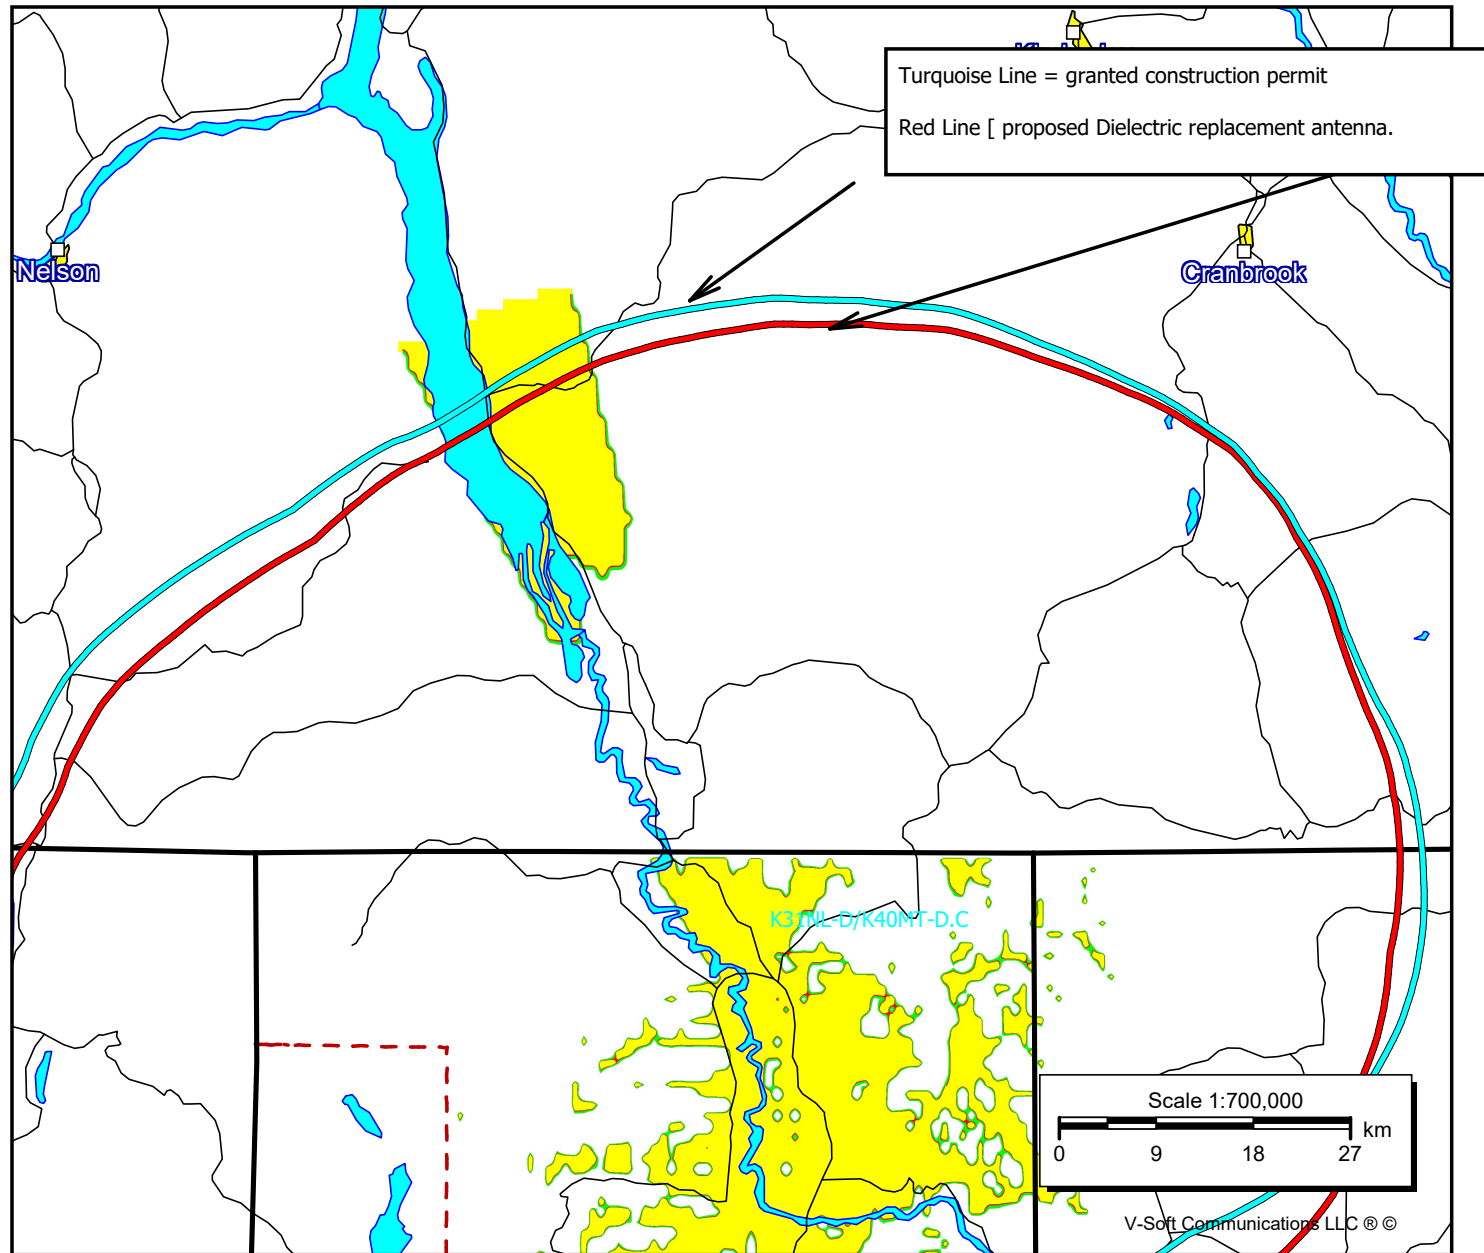 Turquoise Line = granted construction permit
Red Line [ proposed Dielectric replacement antenna.
Nelson
Cranbrook
K31NL-D/K40MT-D.C
Scale 1:700,000
km
0 9 18 27
V-Soft Communications LLC ® ©